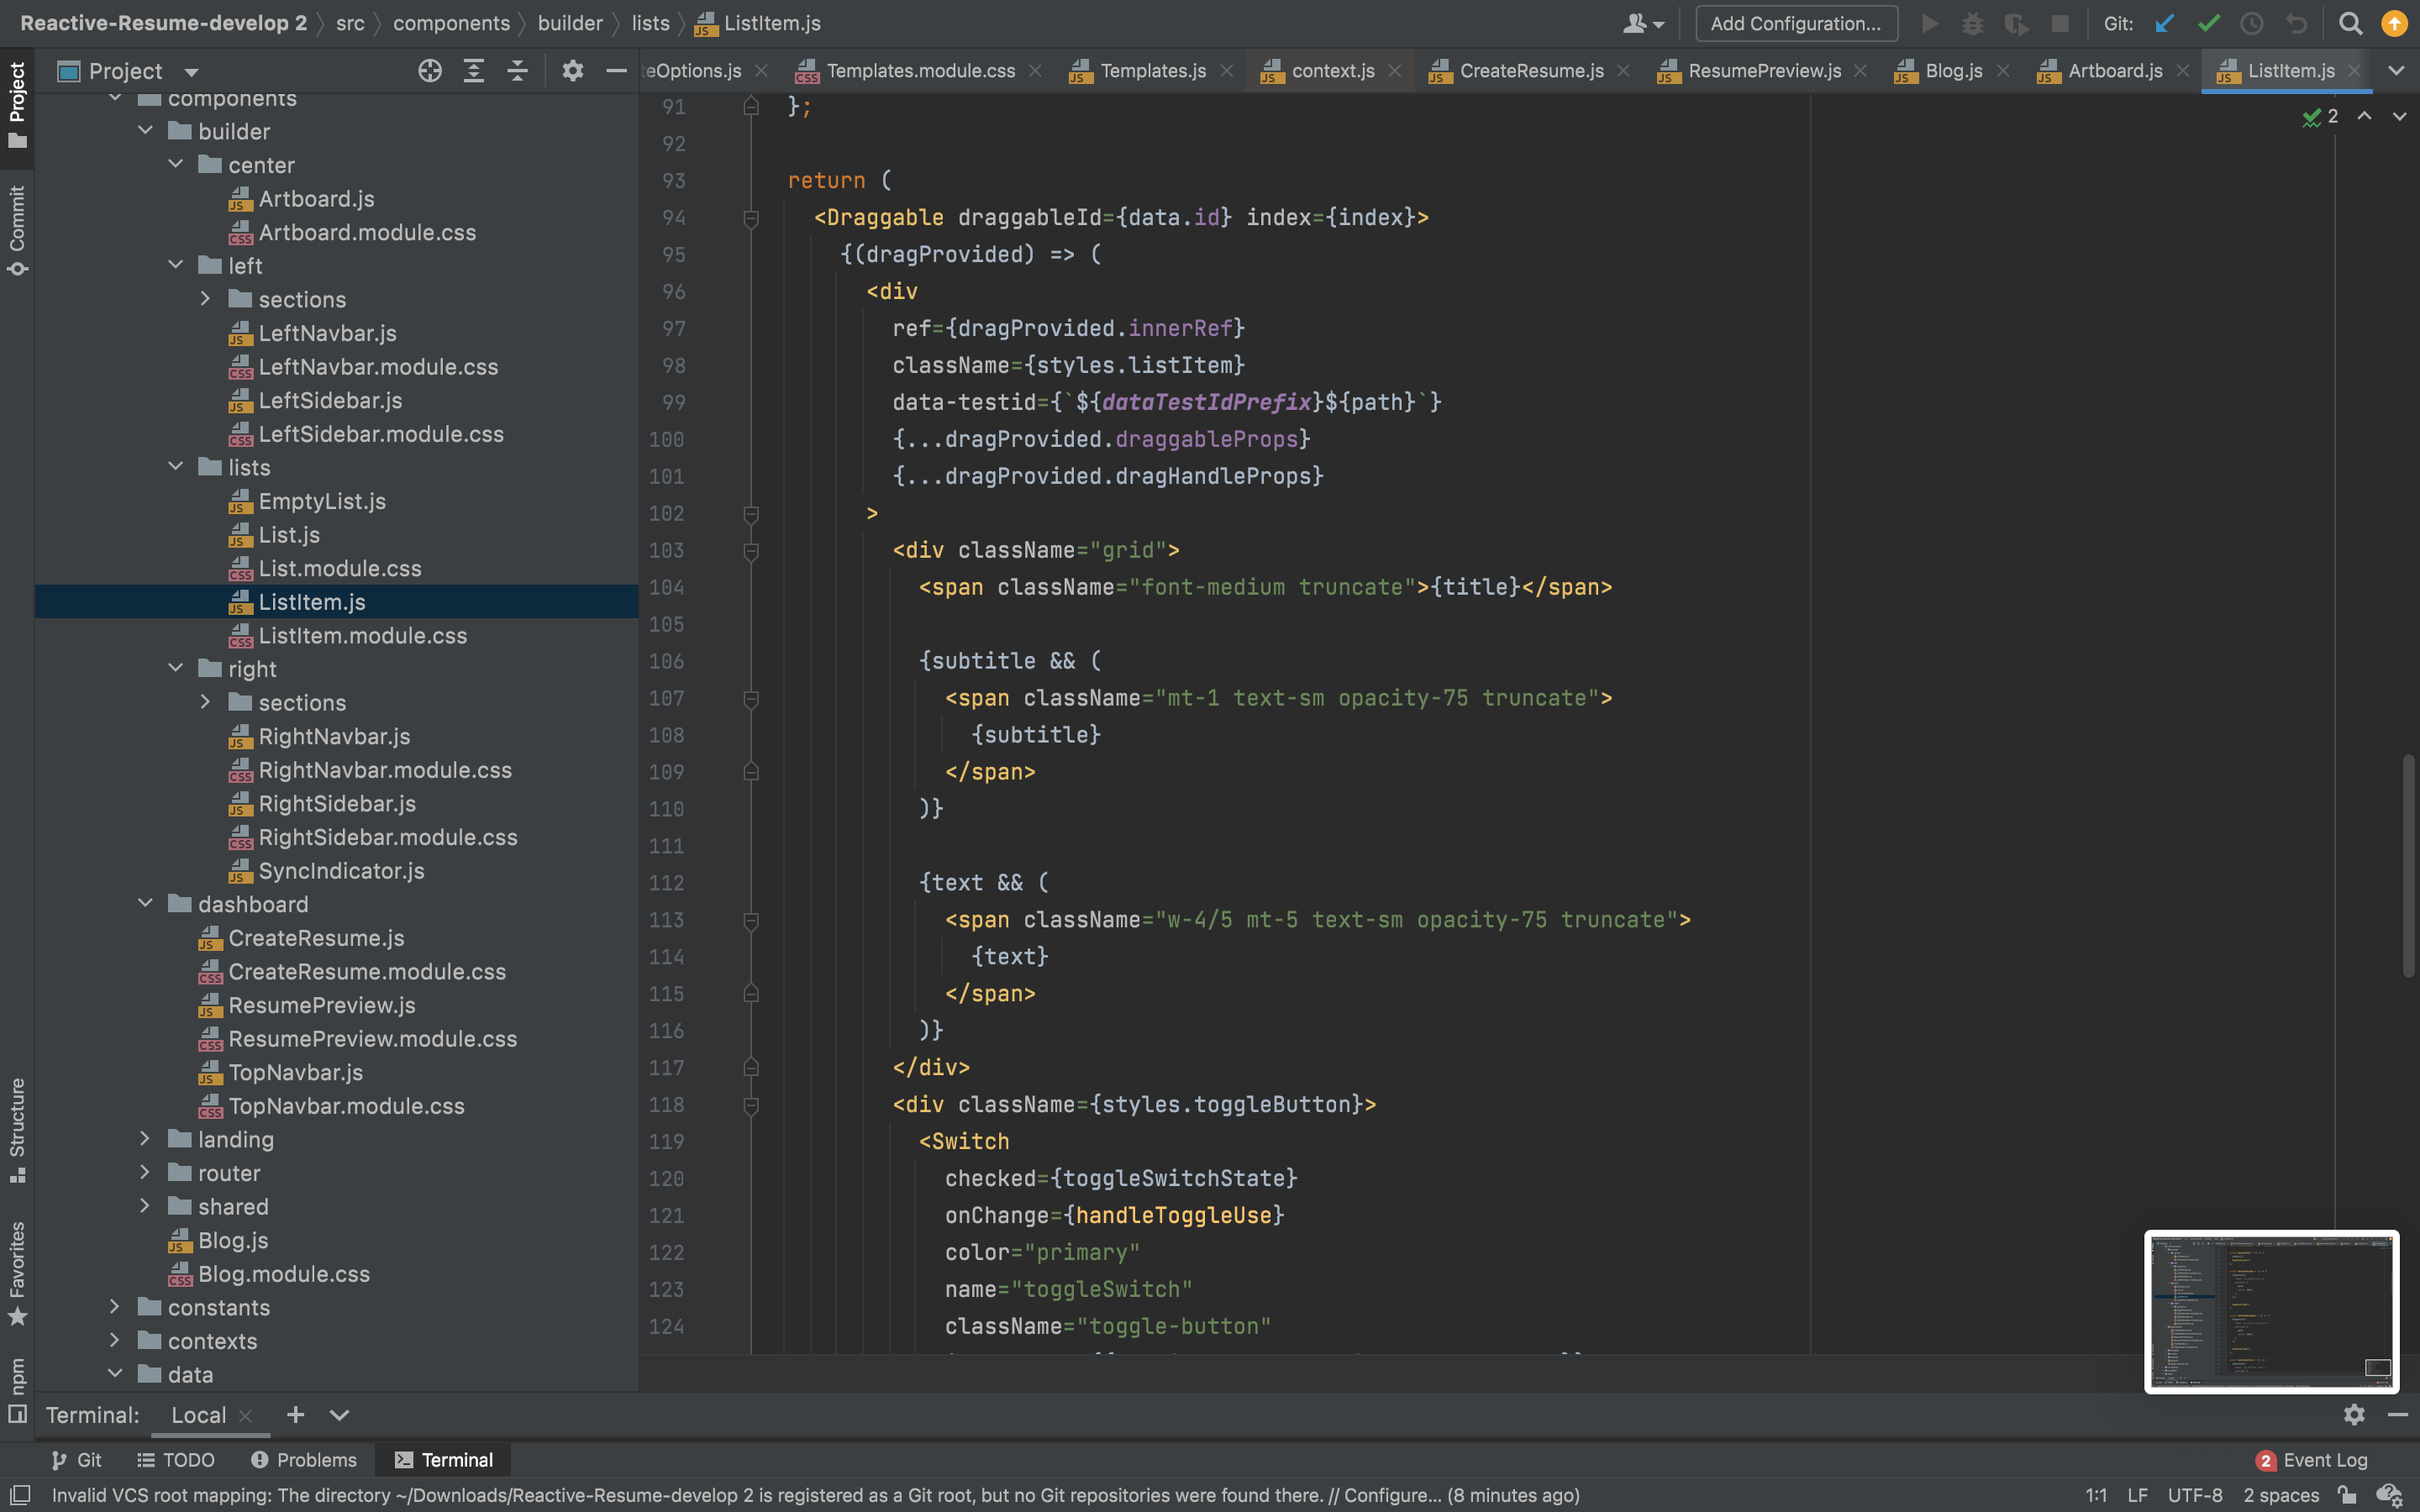 Reactive-Resume-develop 2 src components builder lists ListItem.js
Add Configuration... Git:
Project
teOptions.js Templates.module.css Templates.js context.js CreateResume.js ResumePreview.js Blog.js Artboard.js ListItem.js
Project
Commit
Structure
Favorites
npm
components
builder
center
Artboard.js
Artboard.module.css
left
sections
LeftNavbar.js
LeftNavbar.module.css
LeftSidebar.js
LeftSidebar.module.css
lists
EmptyList.js
List.js
List.module.css
ListItem.js
ListItem.module.css
right
sections
RightNavbar.js
RightNavbar.module.css
RightSidebar.js
RightSidebar.module.css
SyncIndicator.js
dashboard
CreateResume.js
CreateResume.module.css
ResumePreview.js
ResumePreview.module.css
TopNavbar.js
TopNavbar.module.css
landing
router
shared
Blog.js
Blog.module.css
constants
contexts
data
2
91 };
92
93 return (
94 <Draggable draggableId={data.id} index={index}>
95 {(dragProvided) => (
96 <div
97 ref={dragProvided.innerRef}
98 className={styles.listItem}
99 data-testid={`${dataTestIdPrefix}${path}`}
100 {...dragProvided.draggableProps}
101 {...dragProvided.dragHandleProps}
102 >
103 <div className="grid">
104 <span className="font-medium truncate">{title}</span>
105
106 {subtitle && (
107 <span className="mt-1 text-sm opacity-75 truncate">
108 {subtitle}
109 </span>
110 )}
111
112 {text && (
113 <span className="w-4/5 mt-5 text-sm opacity-75 truncate">
114 {text}
115 </span>
116 )}
117 </div>
118 <div className={styles.toggleButton}>
119 <Switch
120 checked={toggleSwitchState}
121 onChange={handleToggleUse}
122 color="primary"
123 name="toggleSwitch"
124 className="toggle-button"
Terminal: Local
Git TODO Problems Terminal
2 Event Log
Invalid VCS root mapping: The directory ~/Downloads/Reactive-Resume-develop 2 is registered as a Git root, but no Git repositories were found there. // Configure... (8 minutes ago)
1:1 LF UTF-8 2 spaces